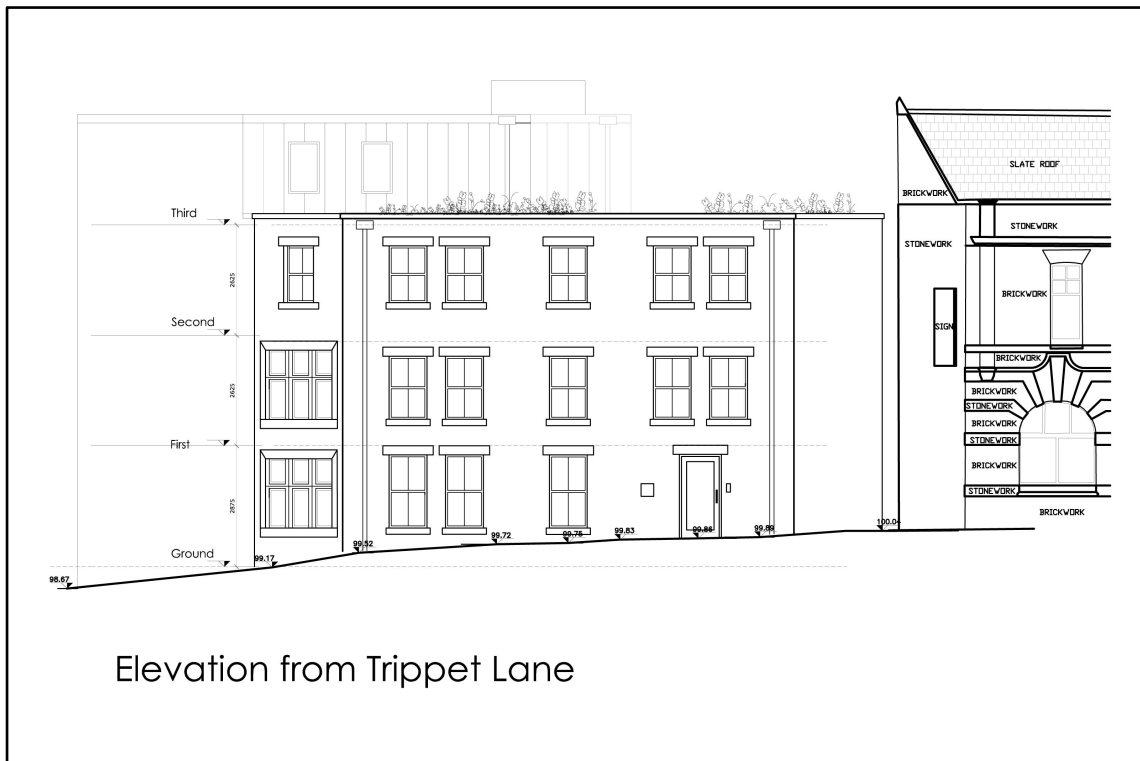 Third
2625
Second
2625
First
2875
Ground
98.67
99.17
99.52
99.72
99.75
99.83
99.86
99.89
100.04
SLATE ROOF
BRICKWORK
STONEWORK
STONEWORK
BRICKWORK
SIGN
BRICKWORK
BRICKWORK
STONEWORK
BRICKWORK
STONEWORK
BRICKWORK
STONEWORK
BRICKWORK
Elevation from Trippet Lane